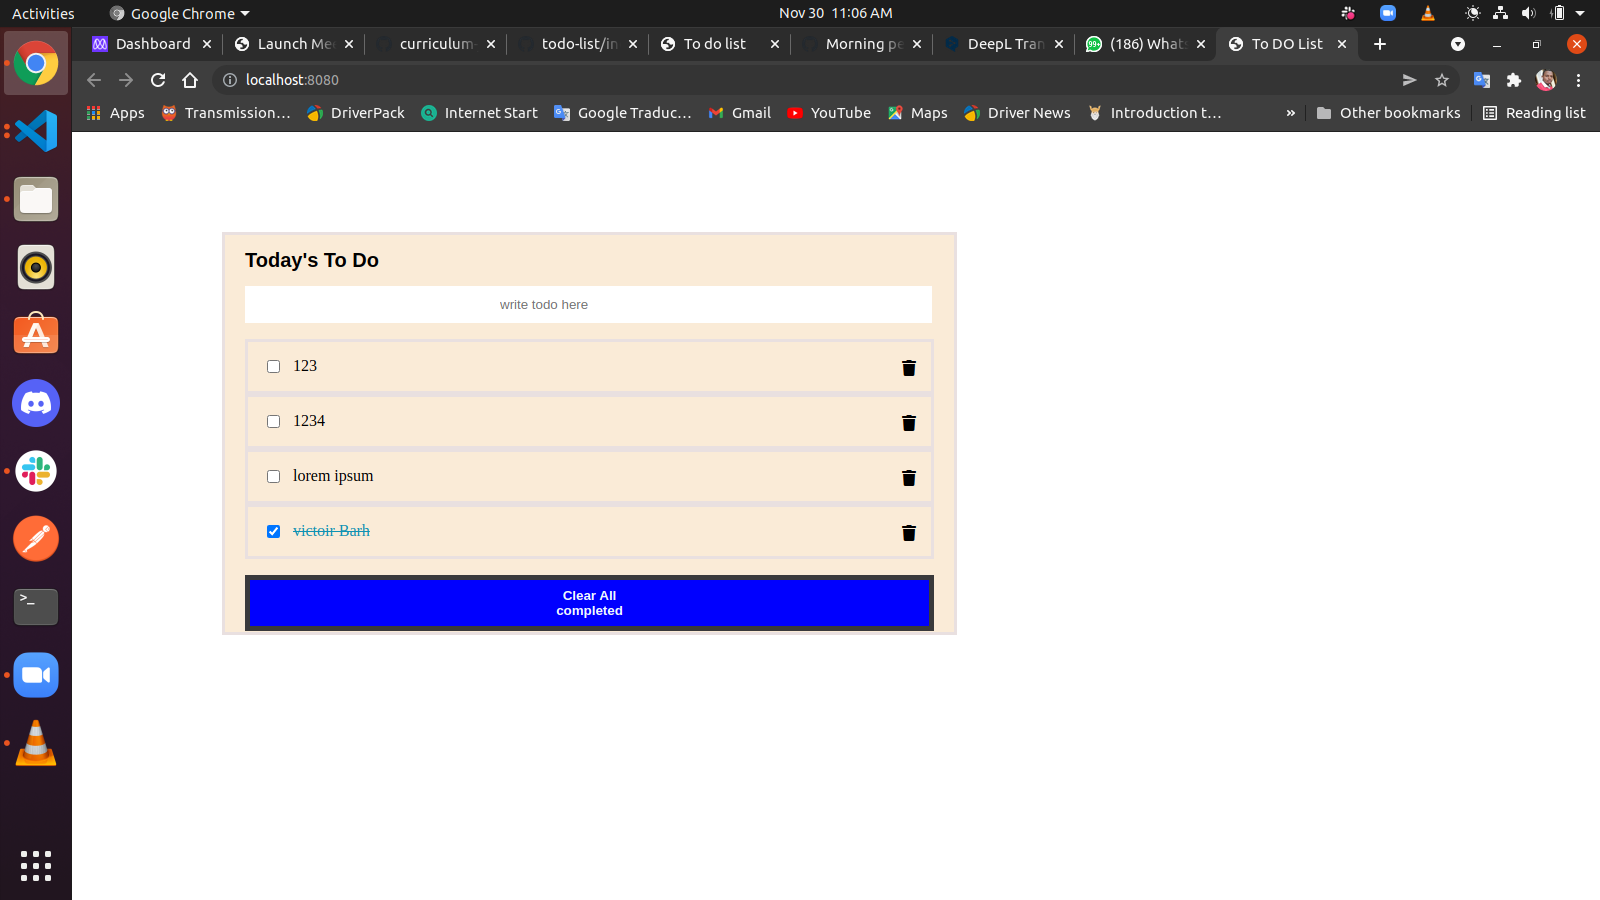 Activities
Google Chrome
Nov 30 11:06 AM
Dashboard
Launch Me
curriculum-
todo-list/in
To do list
Morning pe
DeepL Tran
(186) Whats
To DO List
localhost:8080
Apps
Transmission…
DriverPack
Internet Start
Google Traduc…
Gmail
YouTube
Maps
Driver News
Introduction t…
»
Other bookmarks
Reading list
Today's To Do
write todo here
123
1234
lorem ipsum
victoir Barh
Clear All
completed